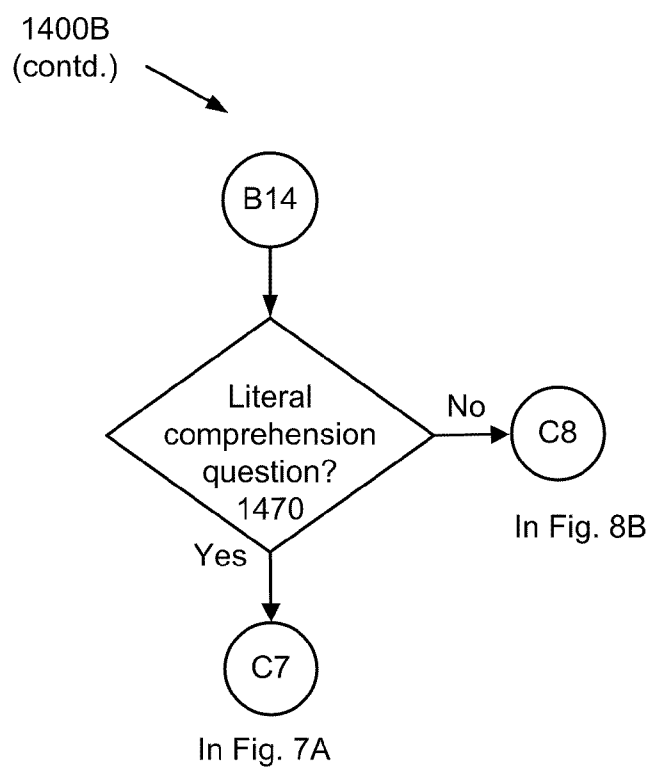 1400B
(contd.)
B14
Literal
comprehension
question?
1470
No
C8
In Fig. 8B
Yes
C7
In Fig. 7A